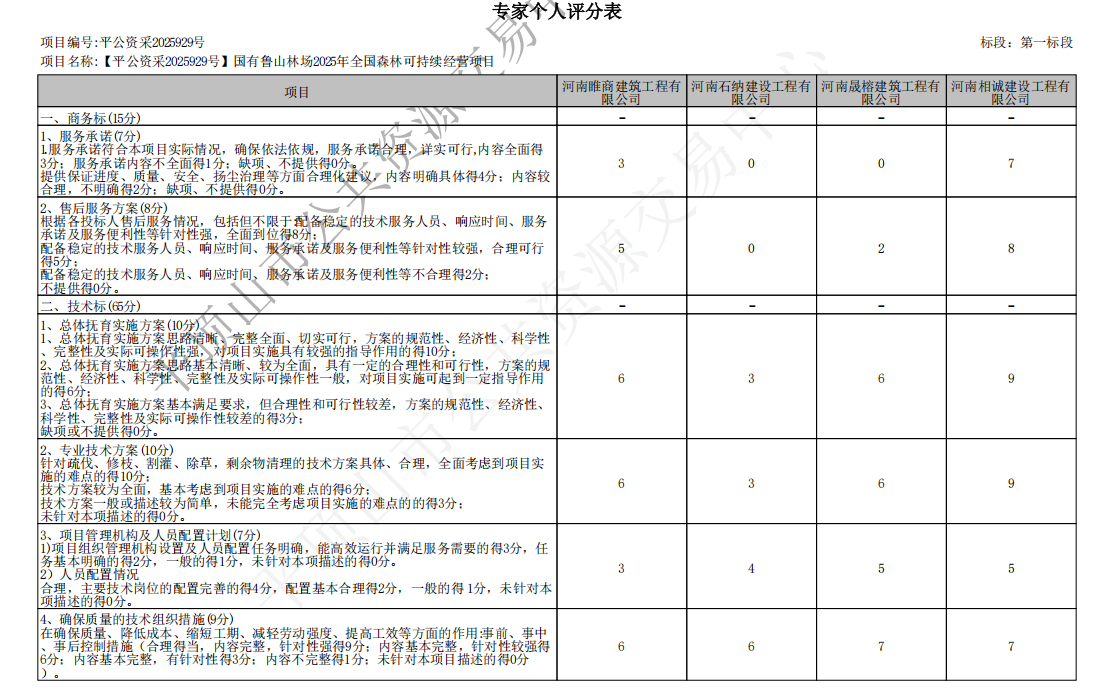 专家个人评分表
项目编号:平公资采2025929号
标段：第一标段
项目名称:【平公资采2025929号】国有鲁山林场2025年全国森林可持续经营项目
项目
河南睢商建筑工程有限公司
河南石纳建设工程有限公司
河南晟榕建筑工程有限公司
河南相诚建设工程有限公司
一、商务标(15分)
－ － － －
1、服务承诺(7分)
1.服务承诺符合本项目实际情况，确保依法依规，服务承诺合理，详实可行,内容全面得
3分；服务承诺内容不全面得1分；缺项、不提供得0分。
提供保证进度、质量、安全、扬尘治理等方面合理化建议，内容明确具体得4分；内容较
合理，不明确得2分；缺项、不提供得0分。
3 0 0 7
2、售后服务方案(8分)
根据各投标人售后服务情况，包括但不限于:配备稳定的技术服务人员、响应时间、服务
承诺及服务便利性等针对性强，全面到位得8分；
配备稳定的技术服务人员、响应时间、服务承诺及服务便利性等针对性较强，合理可行
得5分；
配备稳定的技术服务人员、响应时间、服务承诺及服务便利性等不合理得2分；
不提供得0分。
5 0 2 8
二、技术标(65分)
－ － － －
1、总体抚育实施方案(10分)
1、总体抚育实施方案思路清晰、完整全面、切实可行，方案的规范性、经济性、科学性
、完整性及实际可操作性强，对项目实施具有较强的指导作用的得10分；
2、总体抚育实施方案思路基本清晰、较为全面，具有一定的合理性和可行性，方案的规
范性、经济性、科学性、完整性及实际可操作性一般，对项目实施可起到一定指导作用
的得6分；
3、总体抚育实施方案基本满足要求，但合理性和可行性较差，方案的规范性、经济性、
科学性、完整性及实际可操作性较差的得3分；
缺项或不提供得0分。
6 3 6 9
2、专业技术方案(10分)
针对疏伐、修枝、割灌、除草，剩余物清理的技术方案具体、合理，全面考虑到项目实
施的难点的得10分；
技术方案较为全面，基本考虑到项目实施的难点的得6分；
技术方案一般或描述较为简单，未能完全考虑项目实施的难点的的得3分；
未针对本项描述的得0分。
6 3 6 9
3、项目管理机构及人员配置计划(7分)
1)项目组织管理机构设置及人员配置任务明确，能高效运行并满足服务需要的得3分，任
务基本明确的得2分，一般的得1分，未针对本项描述的得0分。
2）人员配置情况
合理，主要技术岗位的配置完善的得4分，配置基本合理得2分，一般的得 1分，未针对本
项描述的得0分。
3 4 5 5
4、确保质量的技术组织措施(9分)
在确保质量、降低成本、缩短工期、减轻劳动强度、提高工效等方面的作用:事前、事中
、事后控制措施（合理得当，内容完整，针对性强得9分；内容基本完整，针对性较强得
6分；内容基本完整，有针对性得3分；内容不完整得1分；未针对本项目描述的得0分
）。
6 6 7 7
平顶山市公共资源交易中心
平顶山市公共资源交易中心